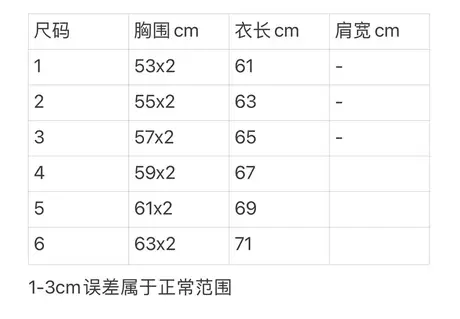 尺码 胸围cm 衣长cm 肩宽cm
1 53x2 61 -
2 55x2 63 -
3 57x2 65 -
4 59x2 67
5 61x2 69
6 63x2 71
1-3cm误差属于正常范围